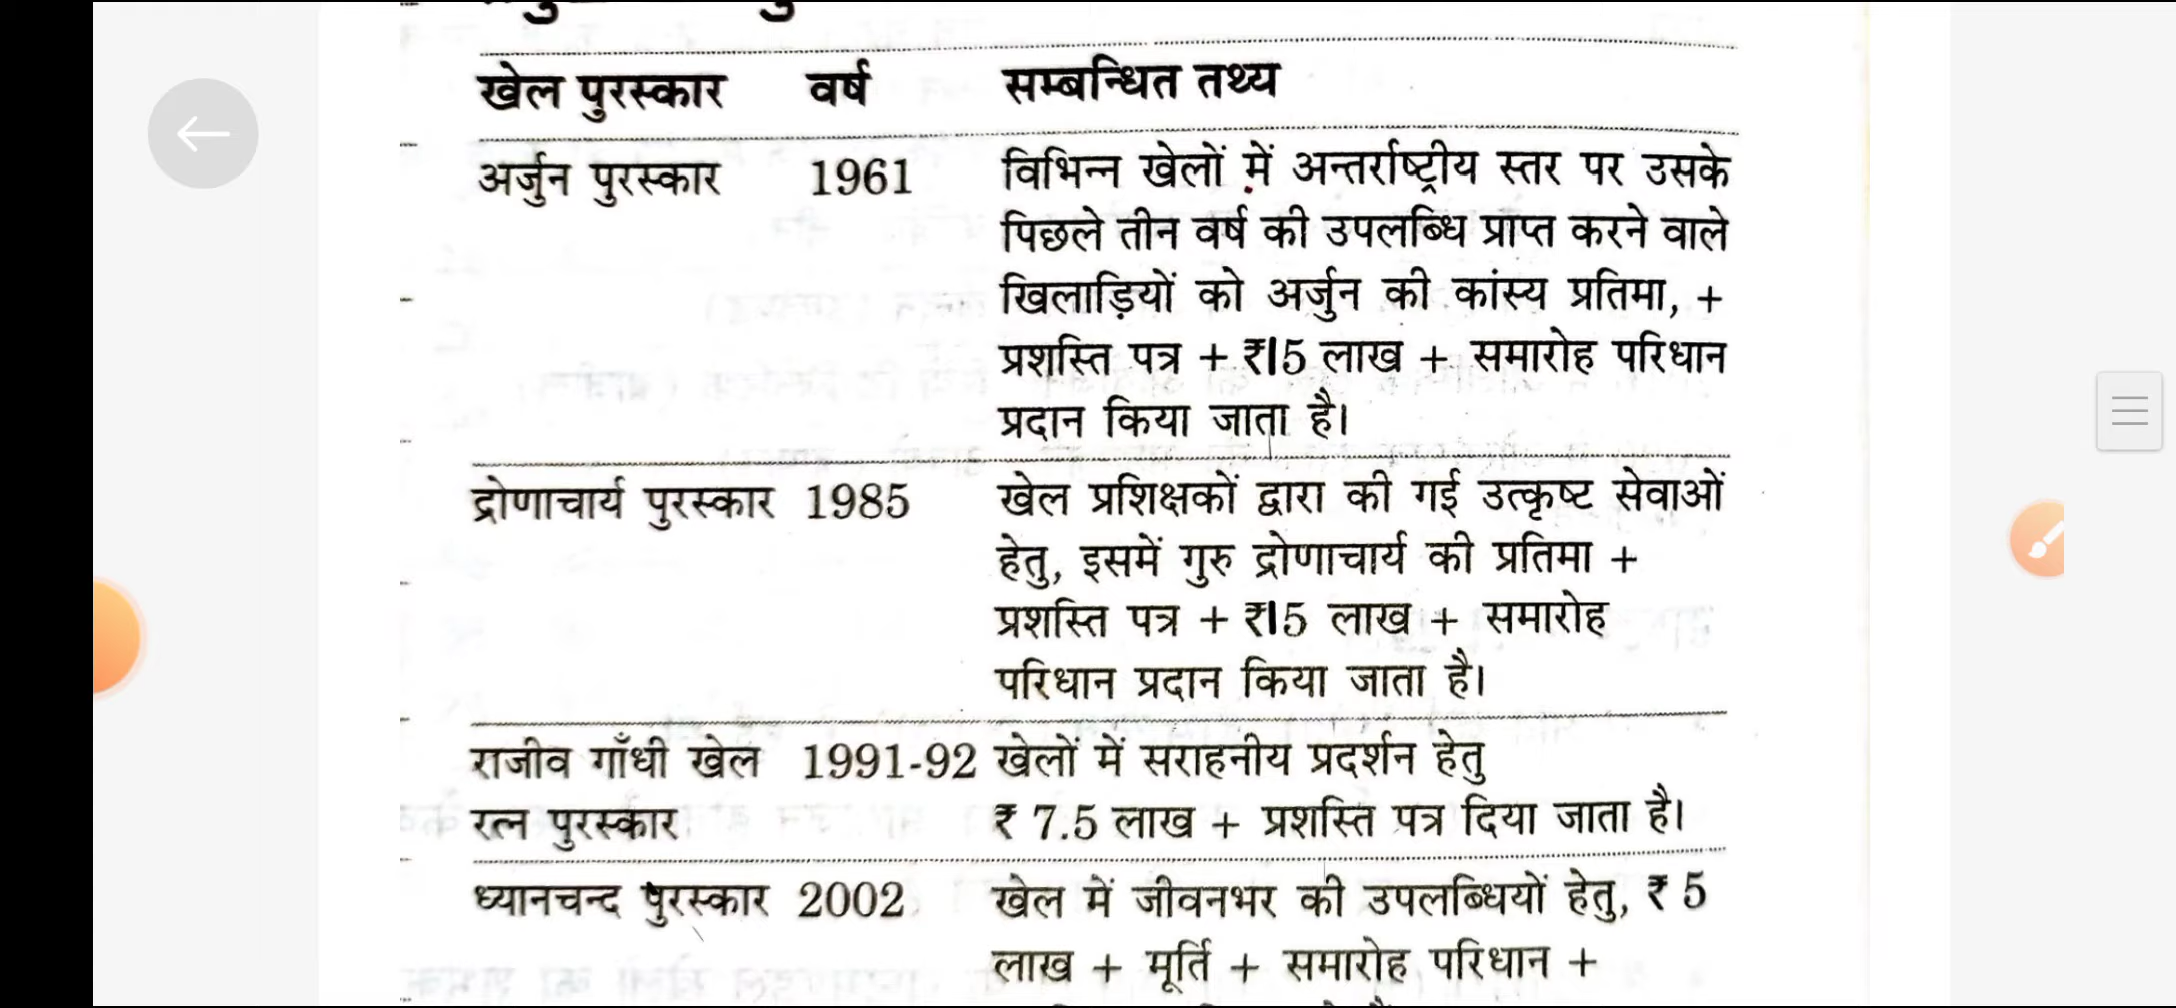 खेल पुरस्कार वर्ष सम्बन्धित तथ्य
अर्जुन पुरस्कार 1961 विभिन्न खेलों में अन्तर्राष्ट्रीय स्तर पर उसके
पिछले तीन वर्ष की उपलब्धि प्राप्त करने वाले
खिलाड़ियों को अर्जुन की कांस्य प्रतिमा, +
प्रशस्ति पत्र + ₹15 लाख + समारोह परिधान
प्रदान किया जाता है।
द्रोणाचार्य पुरस्कार 1985 खेल प्रशिक्षकों द्वारा की गई उत्कृष्ट सेवाओं
हेतु, इसमें गुरु द्रोणाचार्य की प्रतिमा +
प्रशस्ति पत्र + ₹15 लाख + समारोह
परिधान प्रदान किया जाता है।
राजीव गाँधी खेल 1991-92 खेलों में सराहनीय प्रदर्शन हेतु
रत्न पुरस्कार ₹ 7.5 लाख + प्रशस्ति पत्र दिया जाता है।
ध्यानचन्द पुरस्कार 2002 खेल में जीवनभर की उपलब्धियों हेतु, ₹ 5
लाख + मूर्ति + समारोह परिधान +